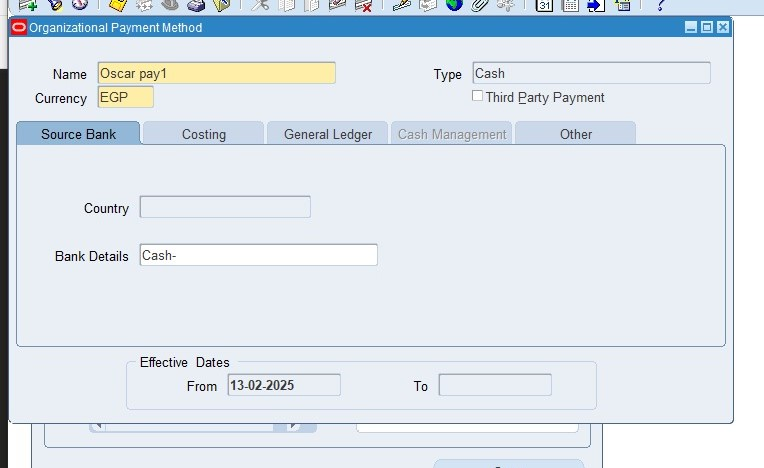 31
?
Organizational Payment Method
Name Oscar pay1 Type Cash
Currency EGP Third Party Payment
Source Bank Costing General Ledger Cash Management Other
Country
Bank Details Cash-
Effective Dates
From 13-02-2025 To